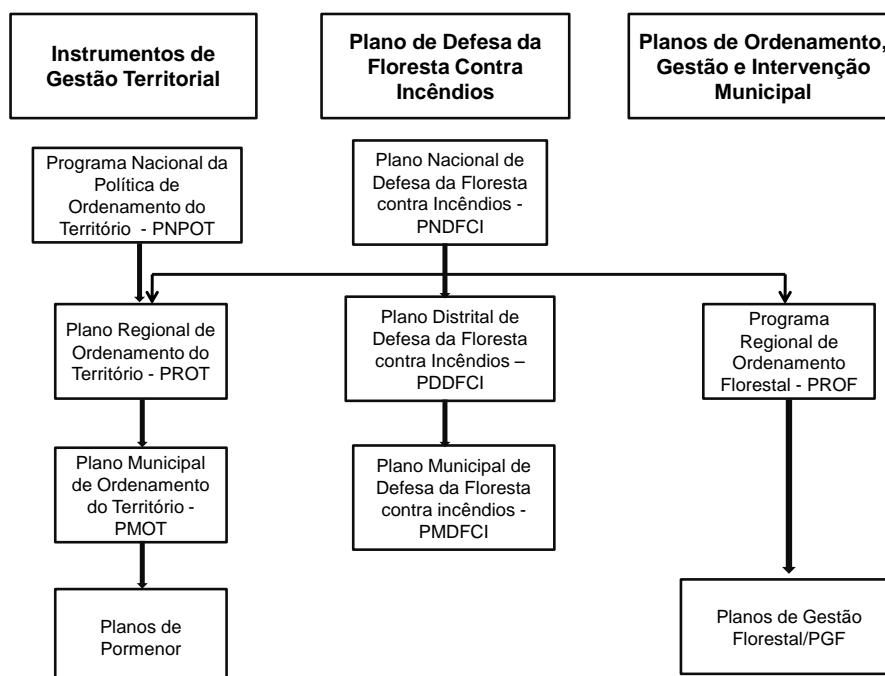 Instrumentos de
Gestão Territorial
Plano de Defesa da
Floresta Contra
Incêndios
Planos de Ordenamento,
Gestão e Intervenção
Municipal
Programa Nacional da
Política de
Ordenamento do
Território - PNPOT
Plano Nacional de
Defesa da Floresta
contra Incêndios -
PNDFCI
Plano Regional de
Ordenamento do
Território - PROT
Plano Distrital de
Defesa da Floresta
contra Incêndios –
PDDFCI
Programa
Regional de
Ordenamento
Florestal - PROF
Plano Municipal
de Ordenamento
do Território -
PMOT
Plano Municipal de
Defesa da Floresta
contra incêndios -
PMDFCI
Planos de
Pormenor
Planos de Gestão
Florestal/PGF